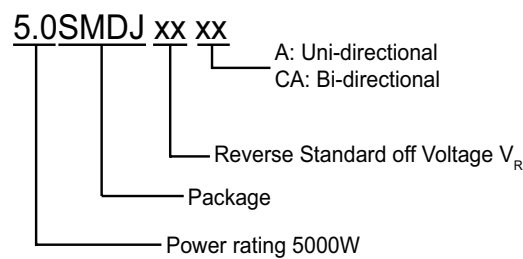 5.0SMDJ xx xx
A: Uni-directional
CA: Bi-directional
Reverse Standard off Voltage VR
Package
Power rating 5000W